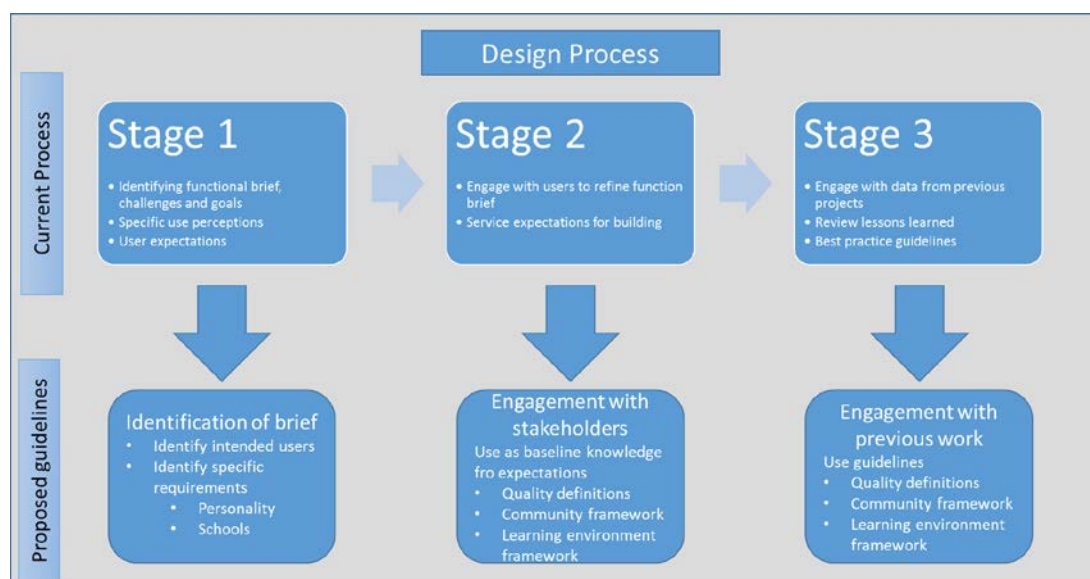 Design Process
Current Process
Stage 1
• Identifying functional brief,
challenges and goals
• Specific use perceptions
• User expectations
Stage 2
• Engage with users to refine function
brief
• Service expectations for building
Stage 3
• Engage with data from previous
projects
• Review lessons learned
• Best practice guidelines
Proposed guidelines
Identification of brief
• Identify intended users
• Identify specific
requirements
• Personality
• Schools
Engagement with
stakeholders
Use as baseline knowledge
fro expectations
• Quality definitions
• Community framework
• Learning environment
framework
Engagement with
previous work
Use guidelines
• Quality definitions
• Community framework
• Learning environment
framework